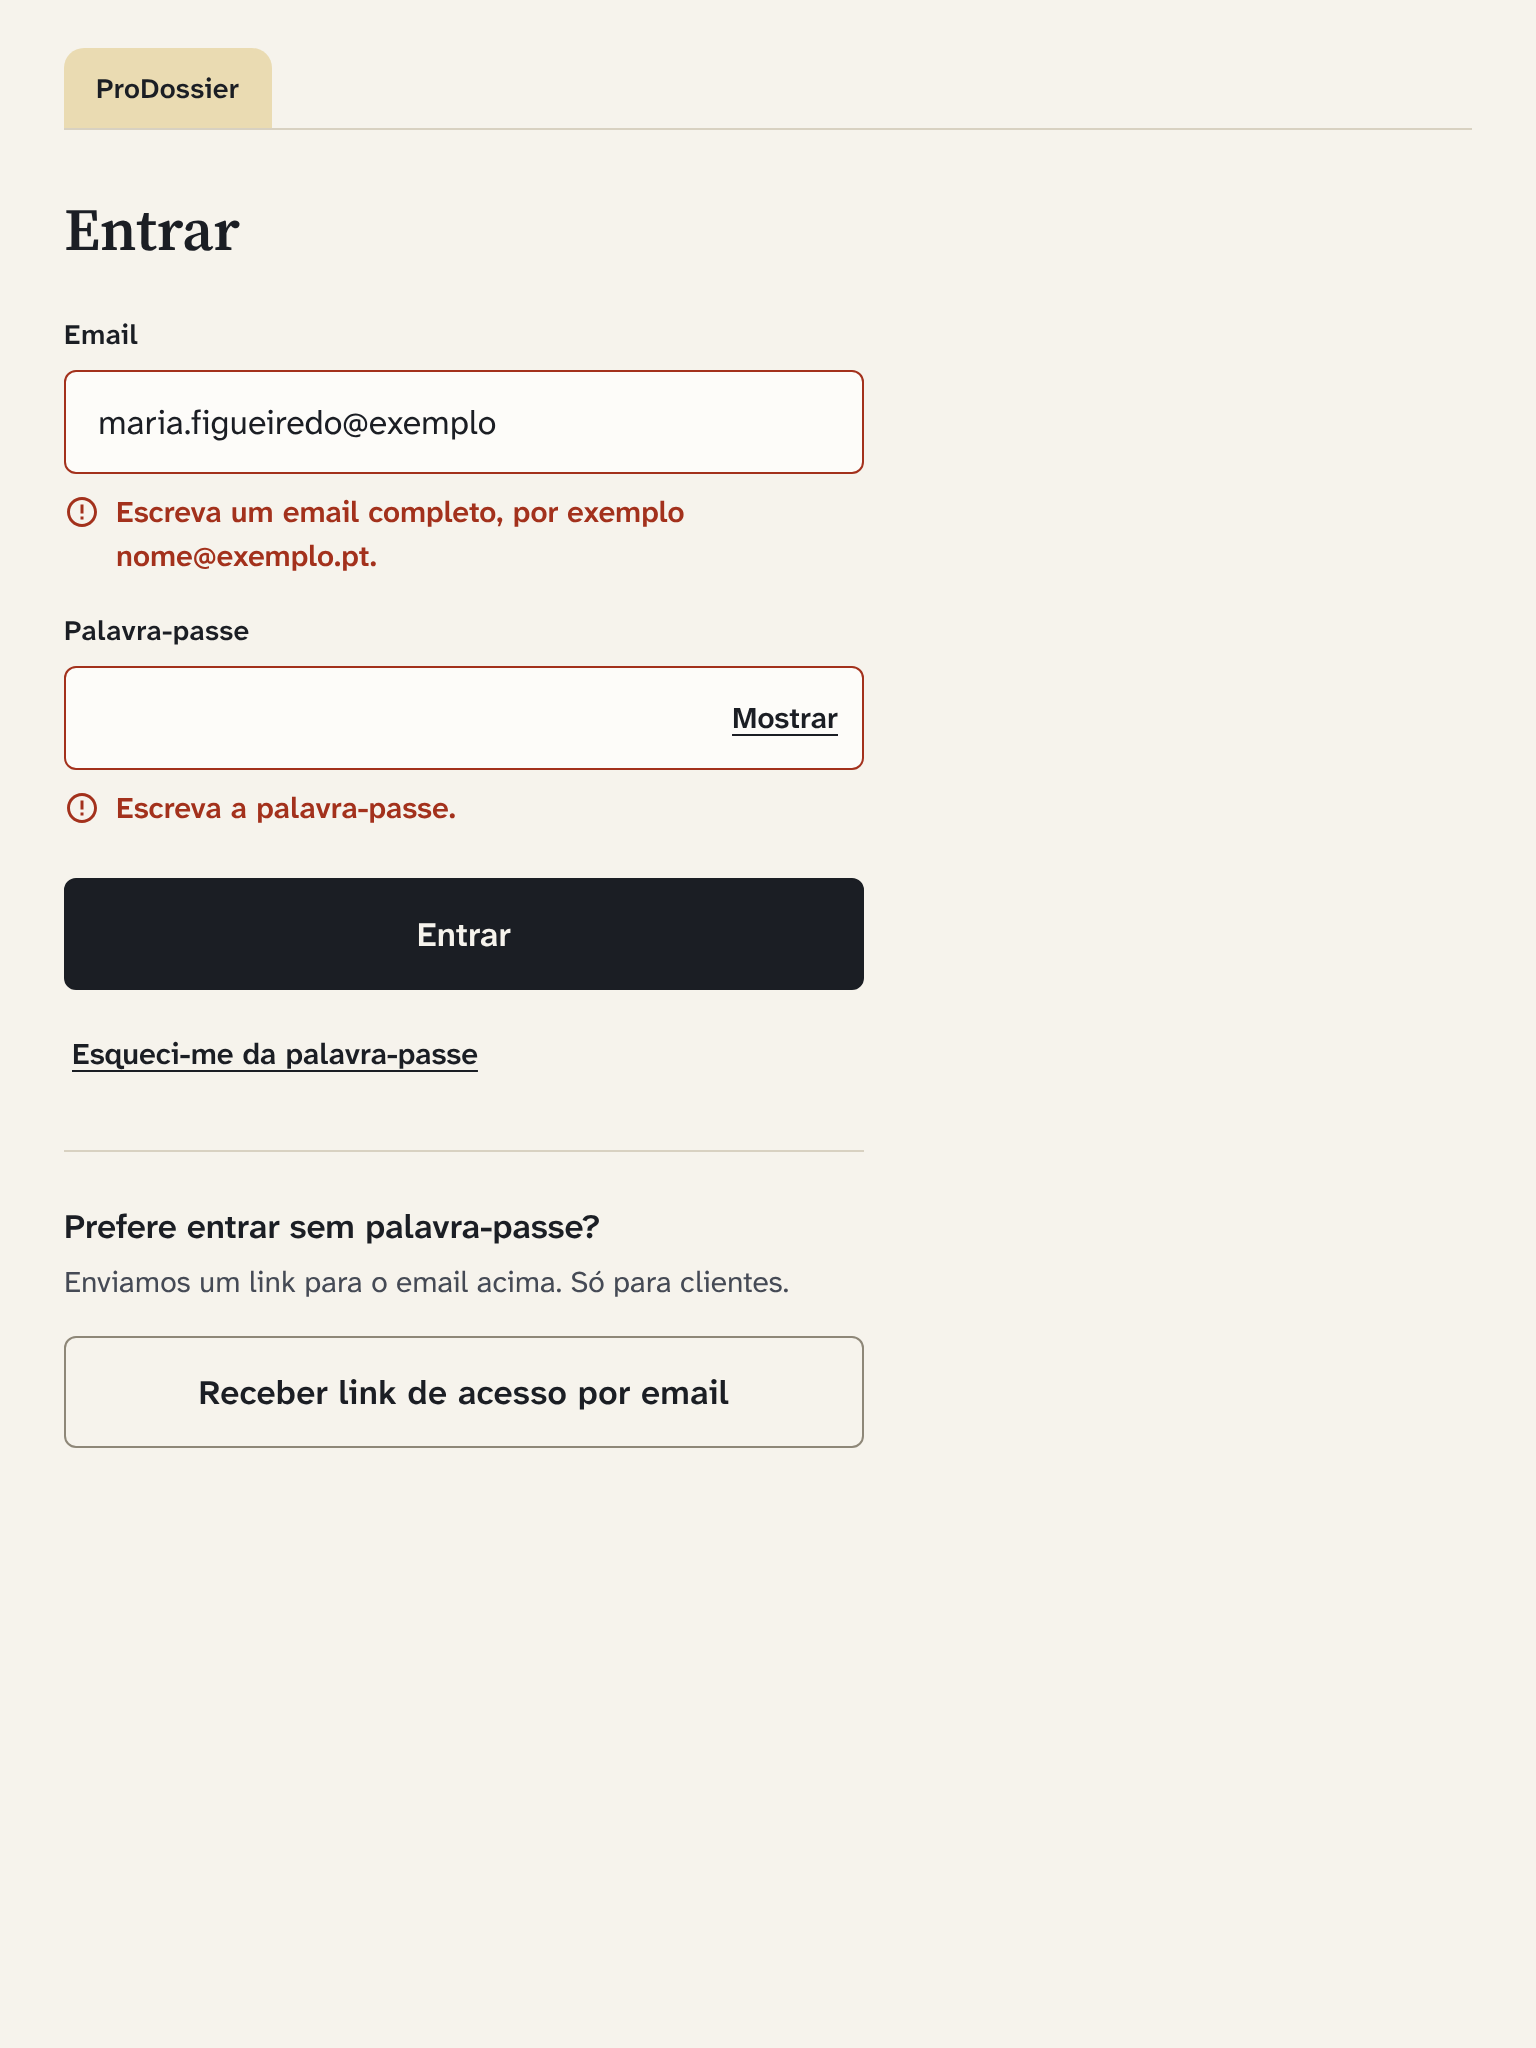 ProDossier
Entrar
Email
maria.figueiredo@exemplo
Escreva um email completo, por exemplo
nome@exemplo.pt.
Palavra-passe
Mostrar
Escreva a palavra-passe.
Entrar
Esqueci-me da palavra-passe
Prefere entrar sem palavra-passe?
Enviamos um link para o email acima. Só para clientes.
Receber link de acesso por email